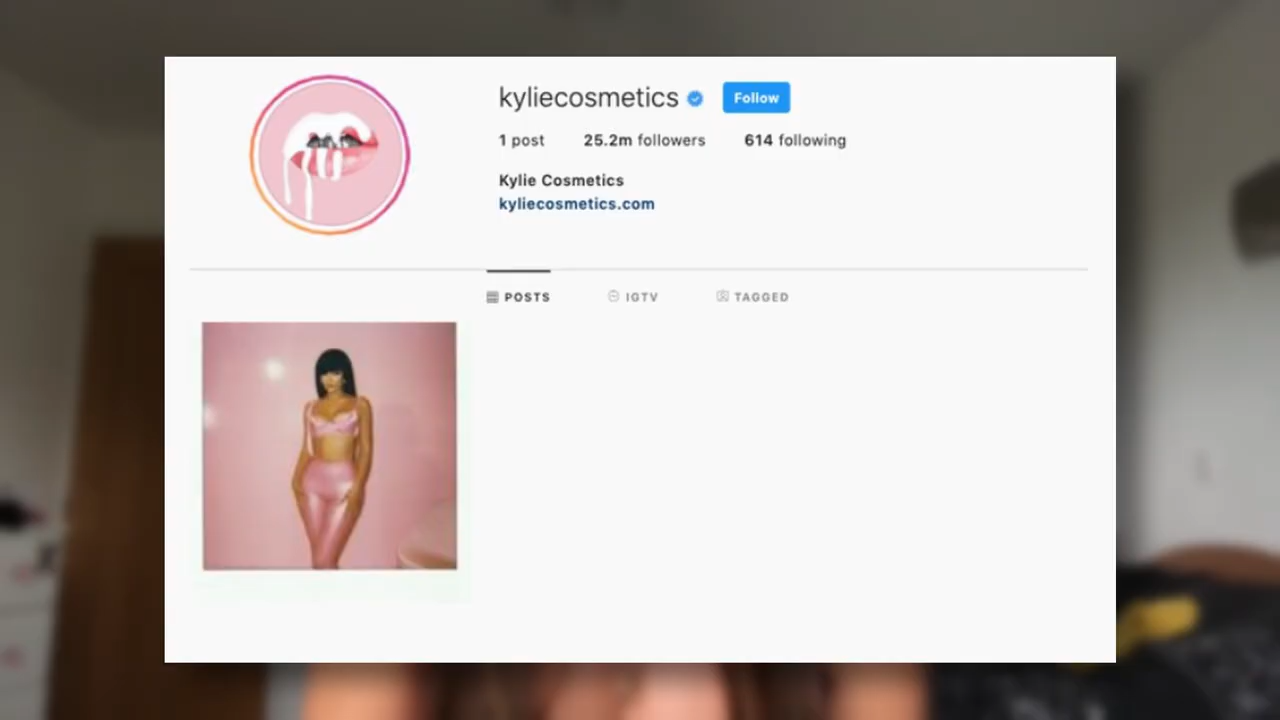 kyliecosmetics Follow
1 post 25.2m followers 614 following
Kylie Cosmetics
kyliecosmetics.com
POSTS IGTV TAGGED